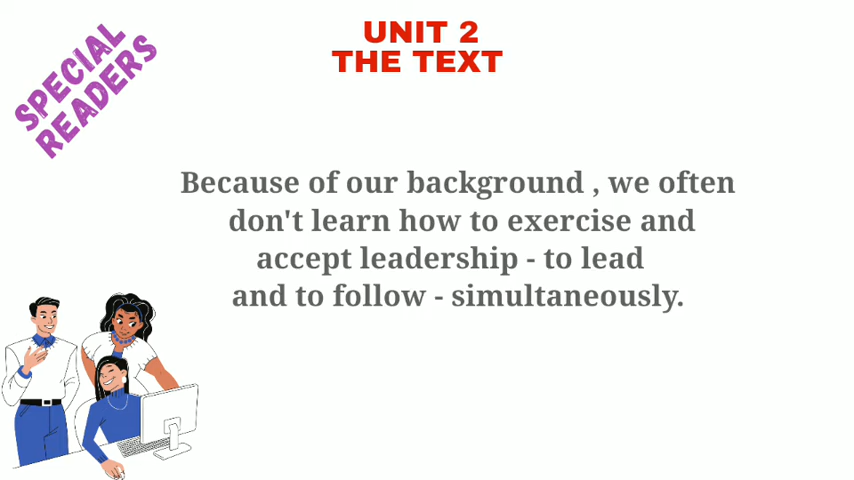 SPECIAL
READERS
UNIT 2
THE TEXT
Because of our background , we often
don't learn how to exercise and
accept leadership - to lead
and to follow - simultaneously.